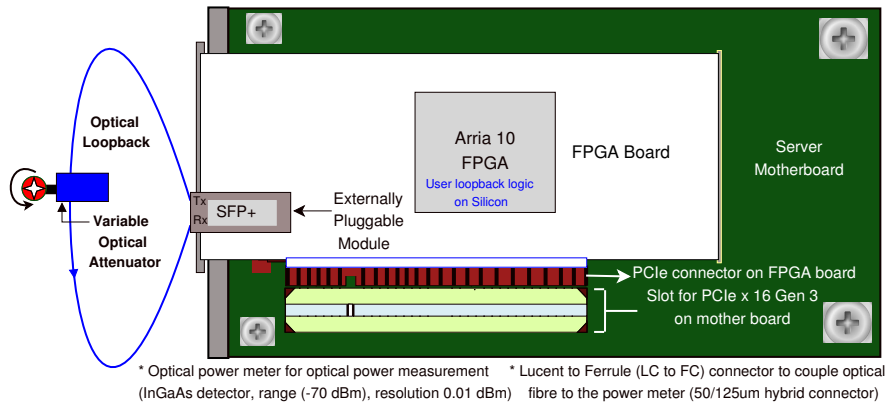 Optical
Loopback
Variable
Optical
Attenuator
Tx
Rx
SFP+
Externally
Pluggable
Module
Arria 10
FPGA
User loopback logic
on Silicon
FPGA Board
Server
Motherboard
PCIe connector on FPGA board
Slot for PCIe x 16 Gen 3
on mother board
* Optical power meter for optical power measurement
(InGaAs detector, range (-70 dBm), resolution 0.01 dBm)
* Lucent to Ferrule (LC to FC) connector to couple optical
fibre to the power meter (50/125um hybrid connector)